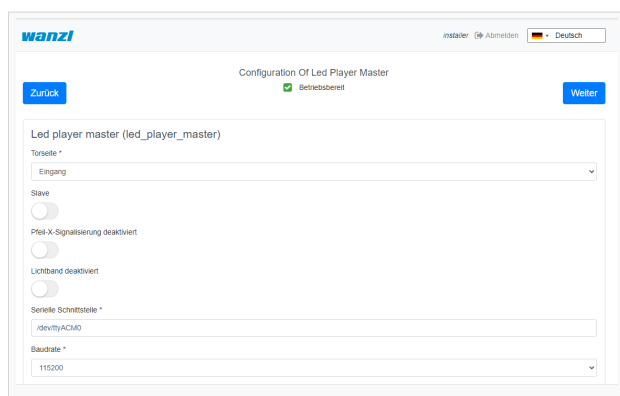 wanzl
installer Abmelden Deutsch
Configuration Of Led Player Master
Zurück Betriebsbereit Weiter
Led player master (led_player_master)
Torseite *
Eingang
Slave
Pfeil-X-Signalisierung deaktiviert
Lichtband deaktiviert
Serielle Schnittstelle *
/dev/ttyACM0
Baudrate *
115200